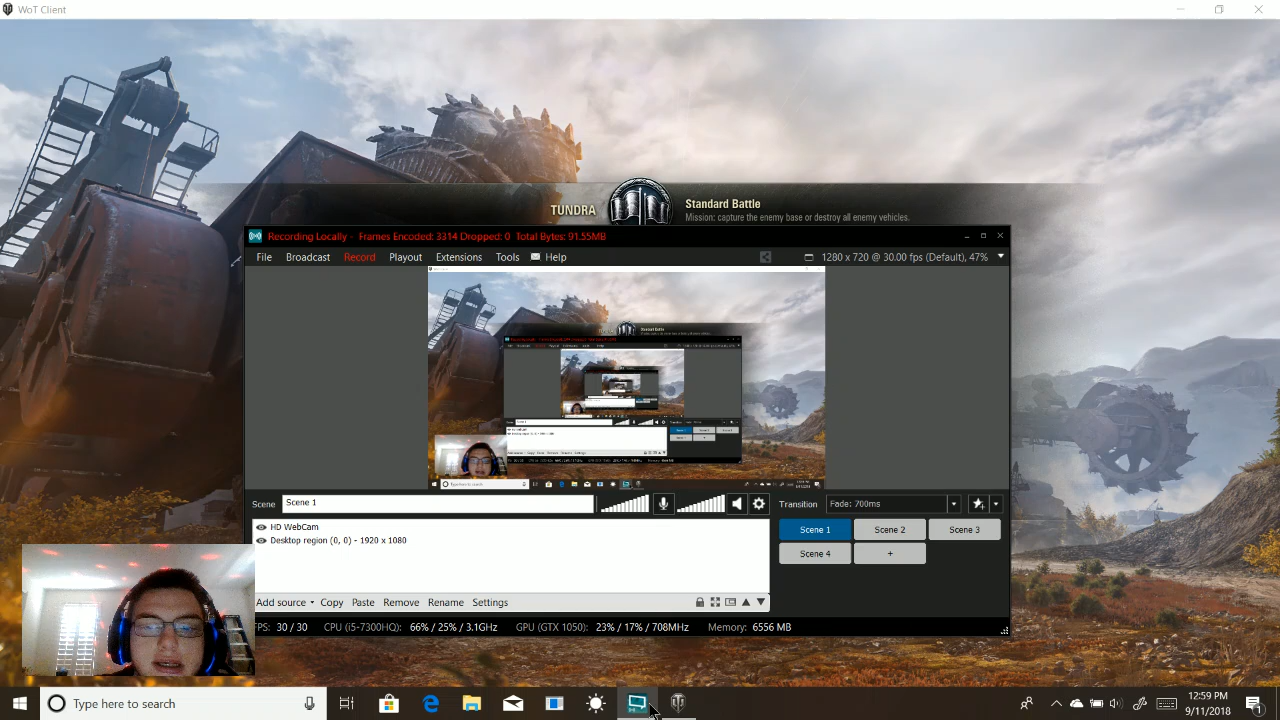 WoT Client
TUNDRA
Standard Battle
Mission: capture the enemy base or destroy all enemy vehicles.
Recording Locally - Frames Encoded: 3314 Dropped: 0 Total Bytes: 91.55MB
File Broadcast Record Playout Extensions Tools Help 1280 x 720 @ 30.00 fps (Default), 47%
Scene Scene 1 Transition Fade: 700ms
HD WebCam
Desktop region (0, 0) - 1920 x 1080
Scene 1 Scene 2 Scene 3
Scene 4 +
Add source Copy Paste Remove Rename Settings
FPS: 30 / 30 CPU (i5-7300HQ): 66% / 25% / 3.1GHz GPU (GTX 1050): 23% / 17% / 708MHz Memory: 6556 MB
Type here to search
12:59 PM
9/11/2018
1